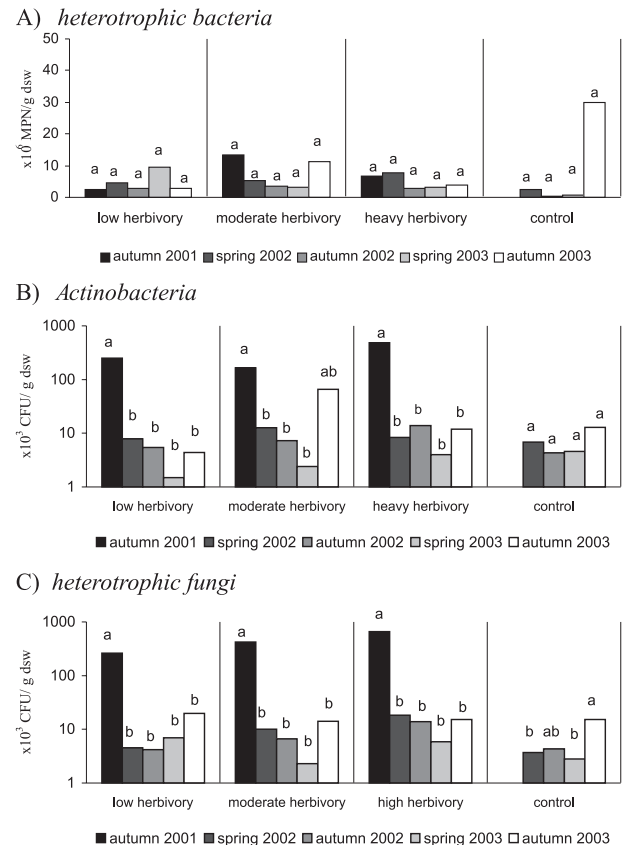 A) heterotrophic bacteria
50
40
30
20
10
0
x10⁶ MPN/g dsw
a a a a a
a a a a a
a a a a a
a a a a
low herbivory moderate herbivory heavy herbivory control
autumn 2001 spring 2002 autumn 2002 spring 2003 autumn 2003
B) Actinobacteria
1000
100
10
1
x10³ CFU/ g dsw
a b b b b
a b b b ab
a b b b b
a a a a
low herbivory moderate herbivory heavy herbivory control
autumn 2001 spring 2002 autumn 2002 spring 2003 autumn 2003
C) heterotrophic fungi
1000
100
10
1
x10³ CFU/ g dsw
a b b b b
a b b b b
a b b b b
b ab b a
low herbivory moderate herbivory high herbivory control
autumn 2001 spring 2002 autumn 2002 spring 2003 autumn 2003